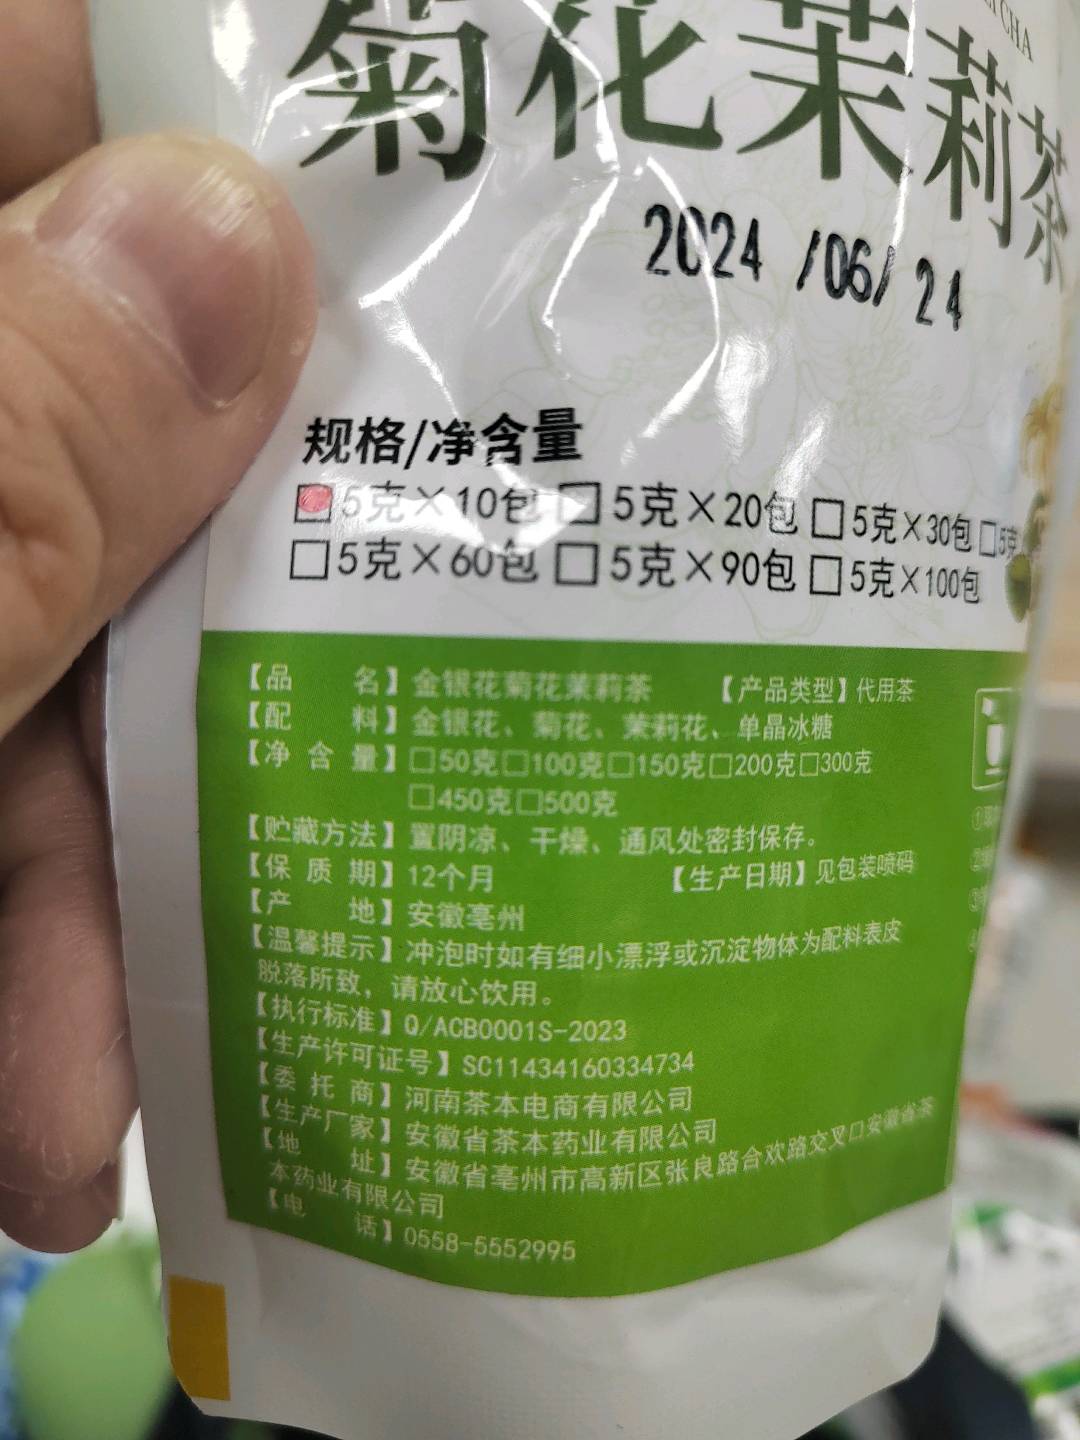 CHA
菊花茉莉茶
2024 /06/ 24
规格/净含量
5克×10包 □5克×20包 □5克×30包 □5克
□5克×60包 □5克×90包 □5克×100包
【品 名】金银花菊花茉莉茶 【产品类型】代用茶
【配 料】金银花、菊花、茉莉花、单晶冰糖
【净 含 量】□50克□100克□150克□200克□300克
□450克□500克
【贮藏方法】置阴凉、干燥、通风处密封保存。
【保 质 期】12个月 【生产日期】见包装喷码
【产 地】安徽亳州
【温馨提示】冲泡时如有细小漂浮或沉淀物体为配料表皮
脱落所致，请放心饮用。
【执行标准】Q/ACB0001S-2023
【生产许可证号】SC11434160334734
【委 托 商】河南茶本电商有限公司
【生产厂家】安徽省茶本药业有限公司
【地 址】安徽省亳州市高新区张良路合欢路交叉口安徽省茶
本药业有限公司
【电 话】0558-5552995